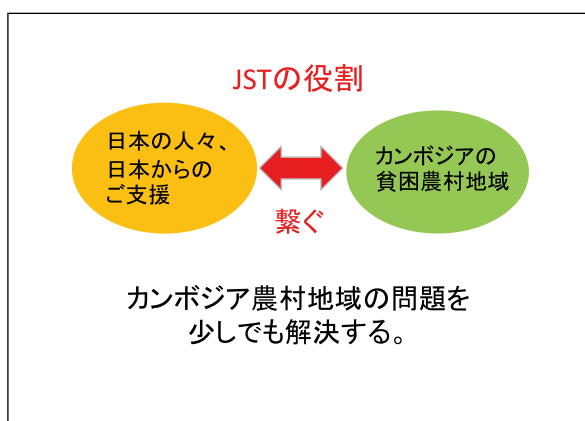 JSTの役割
日本の人々、
日本からの
ご支援
カンボジアの
貧困農村地域
繋ぐ
カンボジア農村地域の問題を
少しでも解決する。